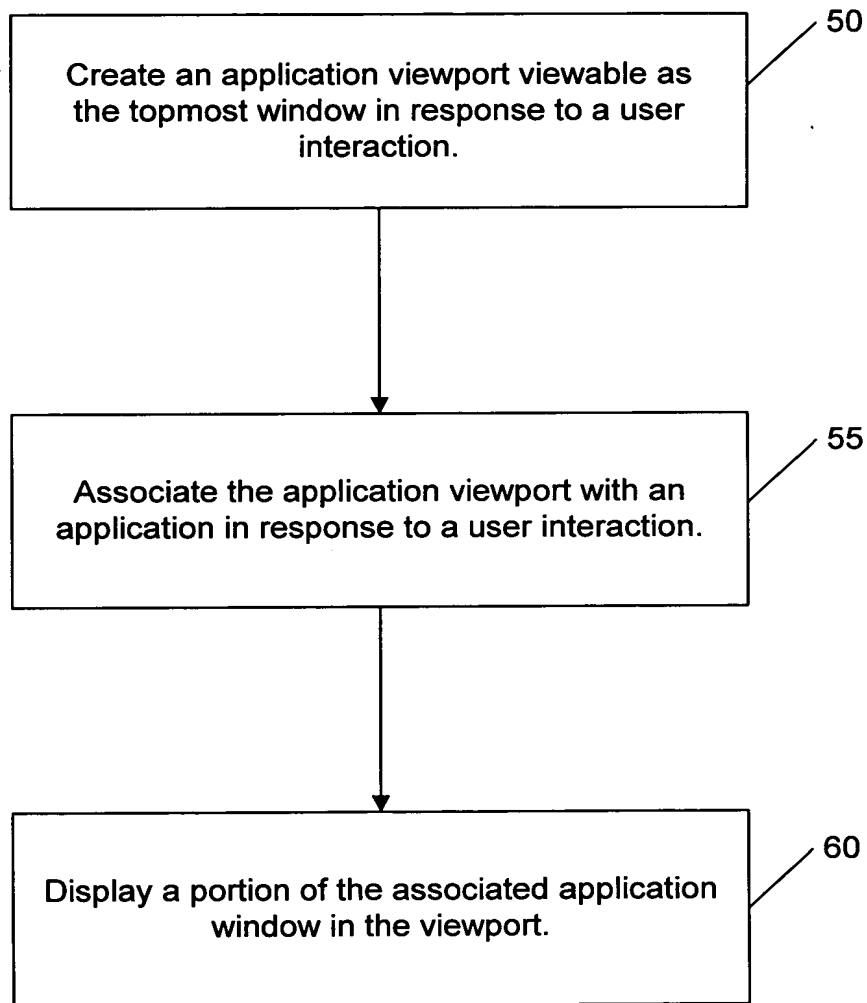 50
Create an application viewport viewable as
the topmost window in response to a user
interaction.
55
Associate the application viewport with an
application in response to a user interaction.
60
Display a portion of the associated application
window in the viewport.